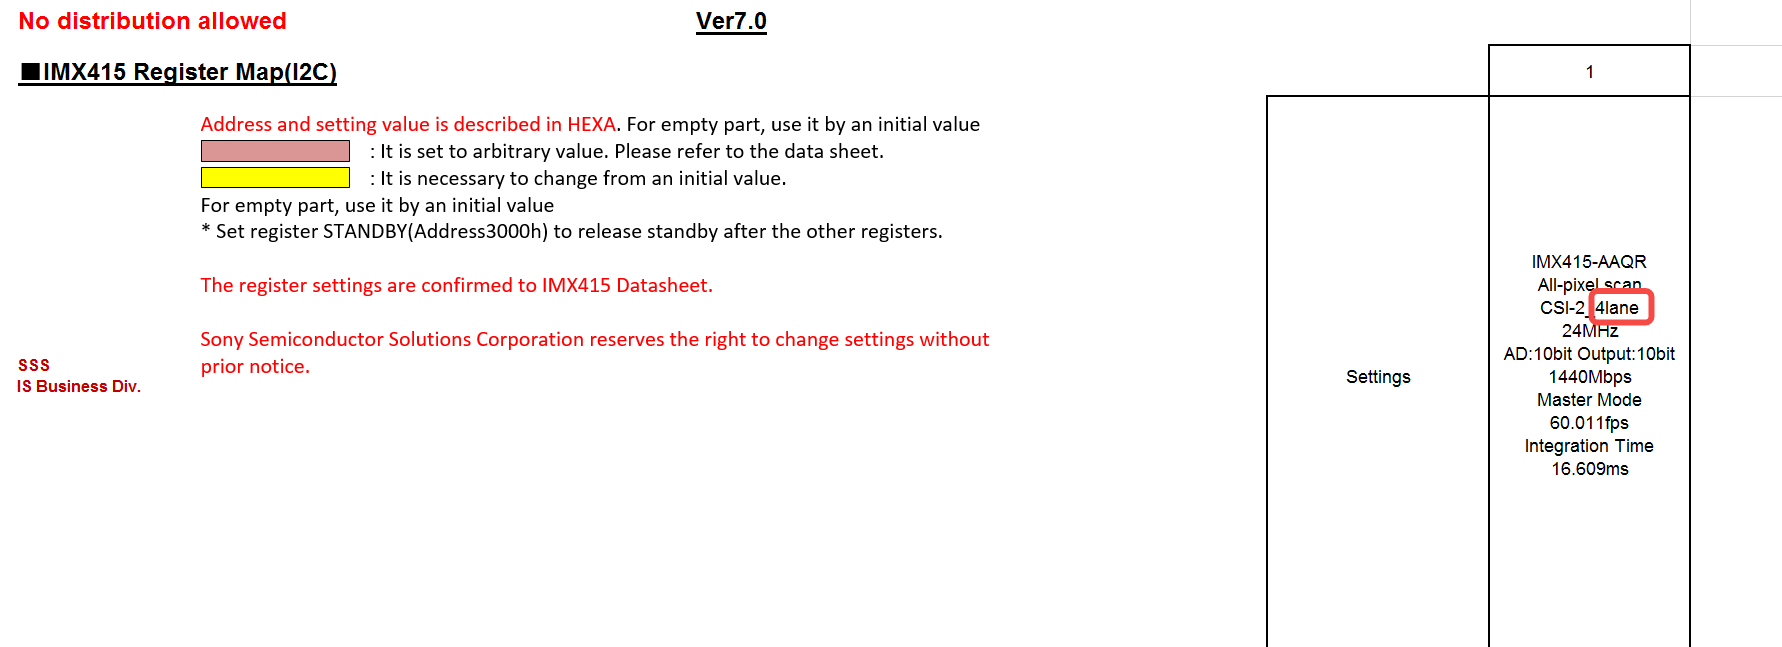 No distribution allowed
Ver7.0
■IMX415 Register Map(I2C)
1
Address and setting value is described in HEXA. For empty part, use it by an initial value
: It is set to arbitrary value. Please refer to the data sheet.
: It is necessary to change from an initial value.
For empty part, use it by an initial value
* Set register STANDBY(Address3000h) to release standby after the other registers.
The register settings are confirmed to IMX415 Datasheet.
Sony Semiconductor Solutions Corporation reserves the right to change settings without
prior notice.
SSS
IS Business Div.
Settings
IMX415-AAQR
All-pixel scan
CSI-2_4lane
24MHz
AD:10bit Output:10bit
1440Mbps
Master Mode
60.011fps
Integration Time
16.609ms